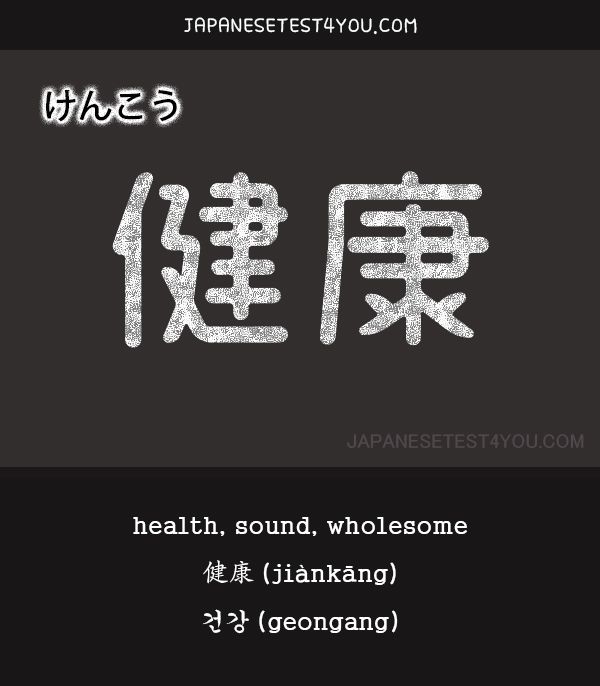 JAPANESETEST4YOU.COM
けんこう
健康
JAPANESETEST4YOU.COM
health, sound, wholesome
健康 (jiànkāng)
건강 (geongang)